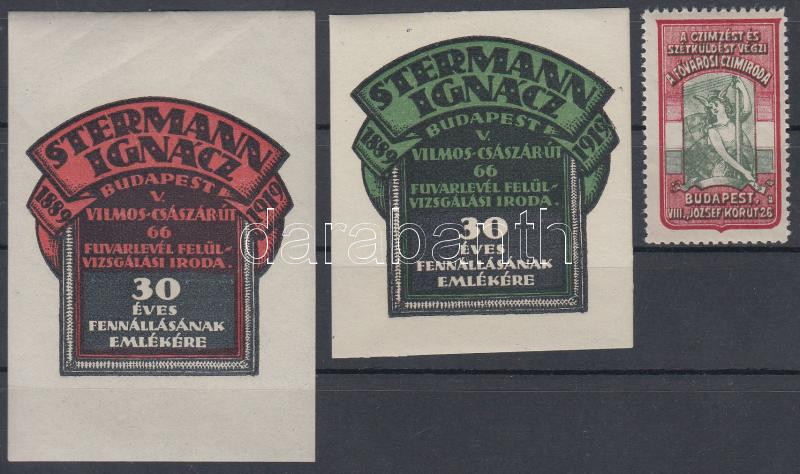 STERMANN
IGNÁCZ
BUDAPEST
1889 1919
V.
VILMOS-CSÁSZÁR ÚT
66
FUVARLEVÉL FELÜL-
VIZSGÁLÁSI IRODA.
30
ÉVES
FENNÁLLÁSÁNAK
EMLÉKÉRE
STERMANN
IGNÁCZ
BUDAPEST
1889 1919
V.
VILMOS-CSÁSZÁR ÚT
66
FUVARLEVÉL FELÜL-
VIZSGÁLÁSI IRODA.
30
ÉVES
FENNÁLLÁSÁNAK
EMLÉKÉRE
A CZIMZÉST ÉS
SZÉTKÜLDÉST VÉGZI
A FŐVÁROSI CZIMIRODA
BUDAPEST,
VIII., JÓZSEF KÖRÚT 26
darabanth